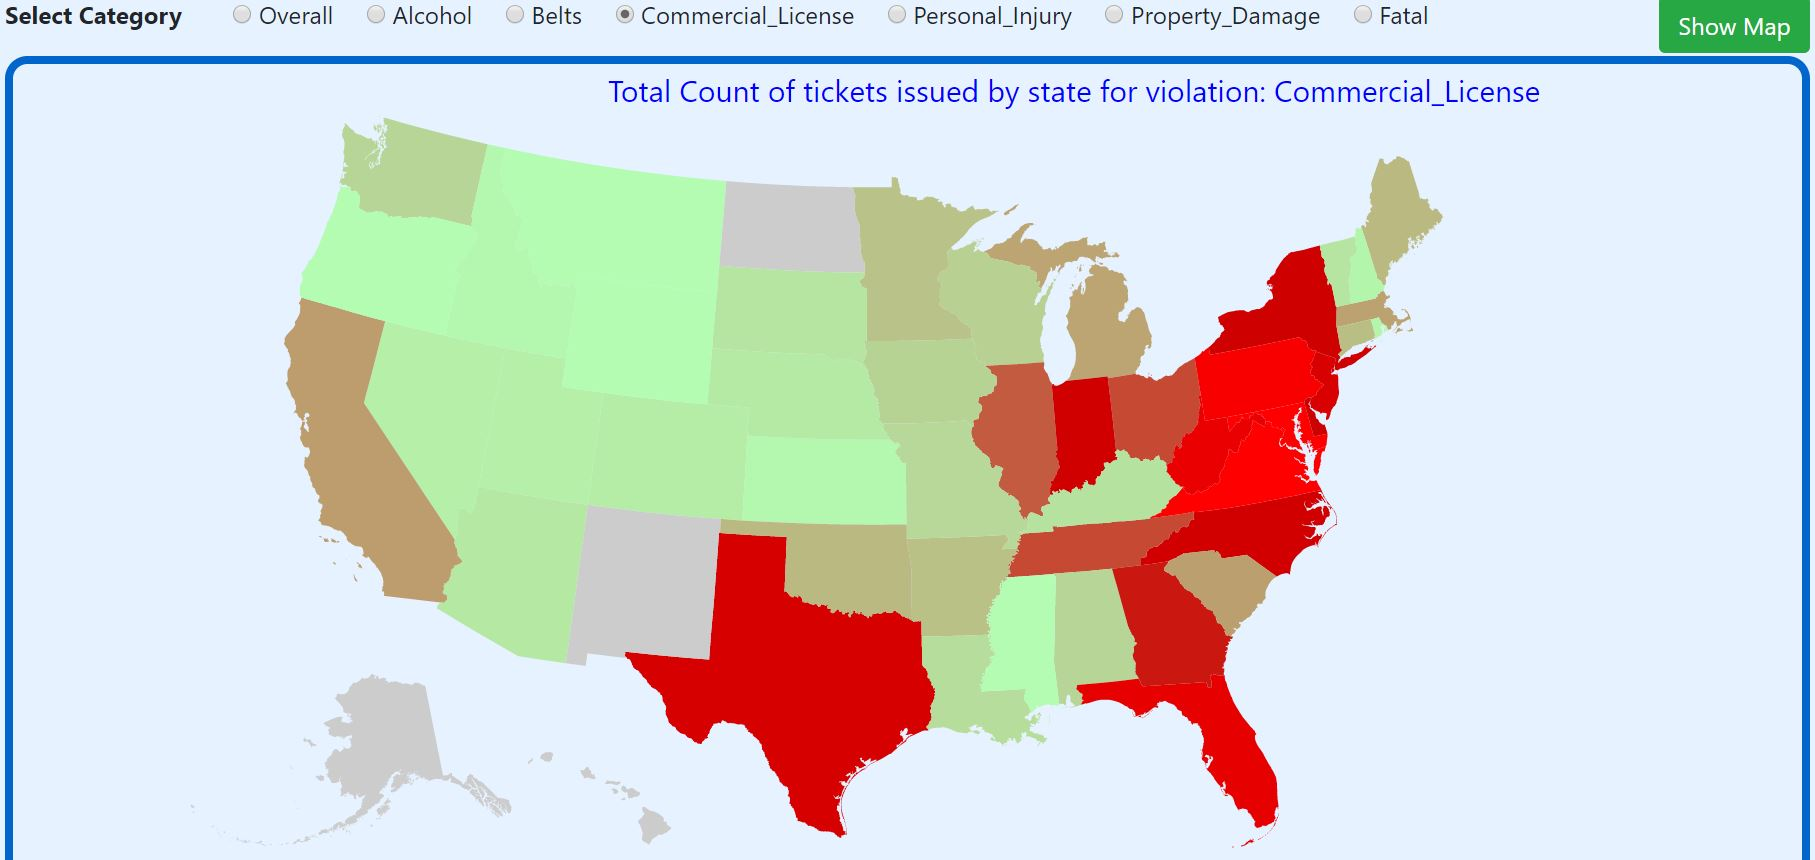 Select Category Overall Alcohol Belts Commercial_License Personal_Injury Property_Damage Fatal Show Map
Total Count of tickets issued by state for violation: Commercial_License